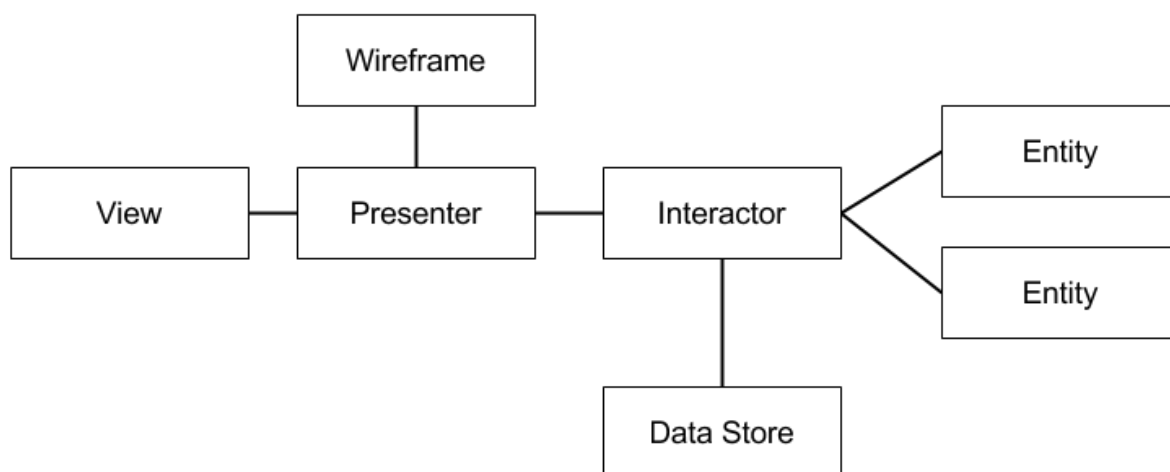 Wireframe
View
Presenter
Interactor
Entity
Entity
Data Store